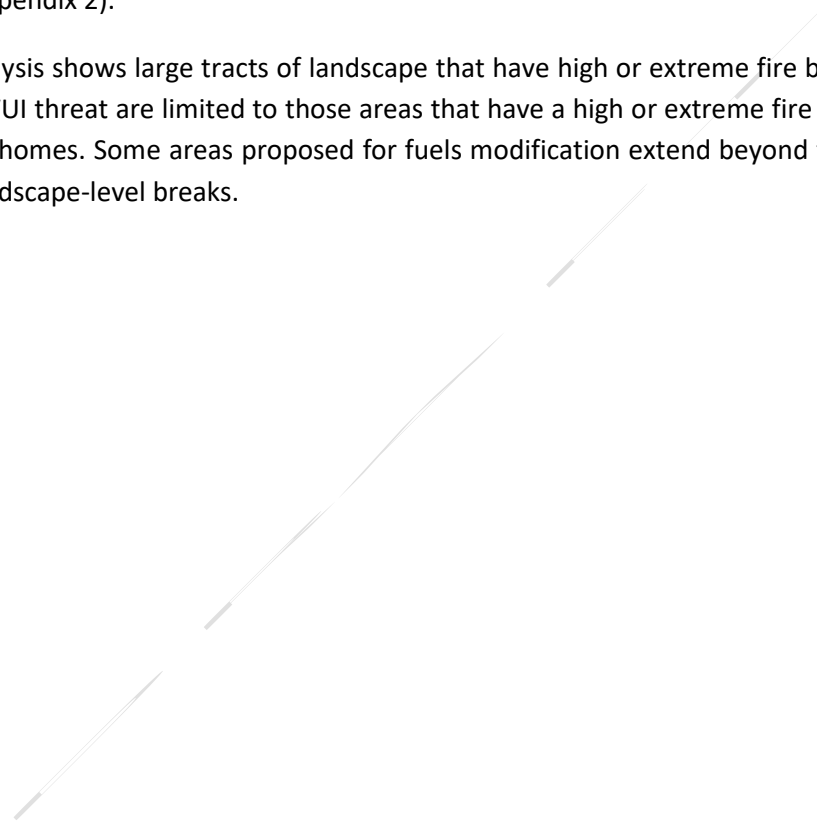 pendix 2).
ysis shows large tracts of landscape that have high or extreme fire b
UI threat are limited to those areas that have a high or extreme fire
homes. Some areas proposed for fuels modification extend beyond
dscape-level breaks.